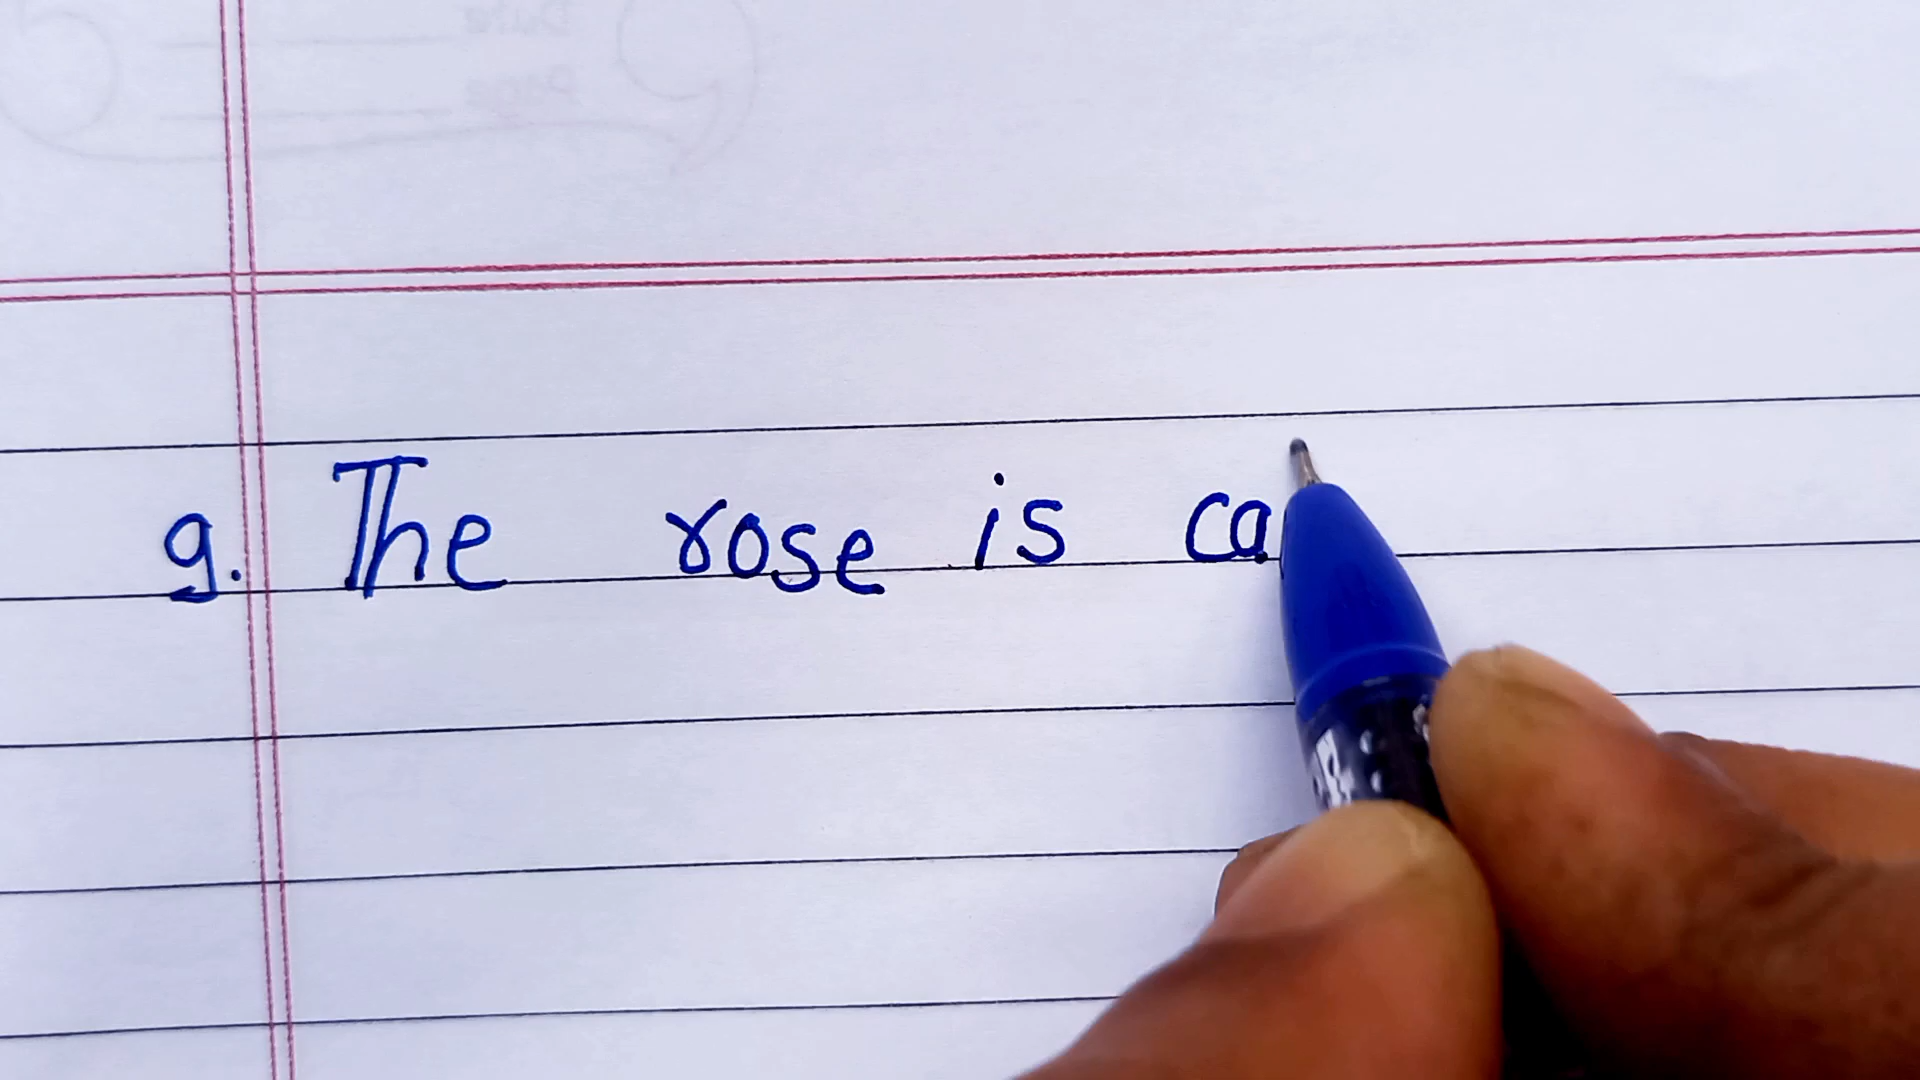 9. The rose is ca